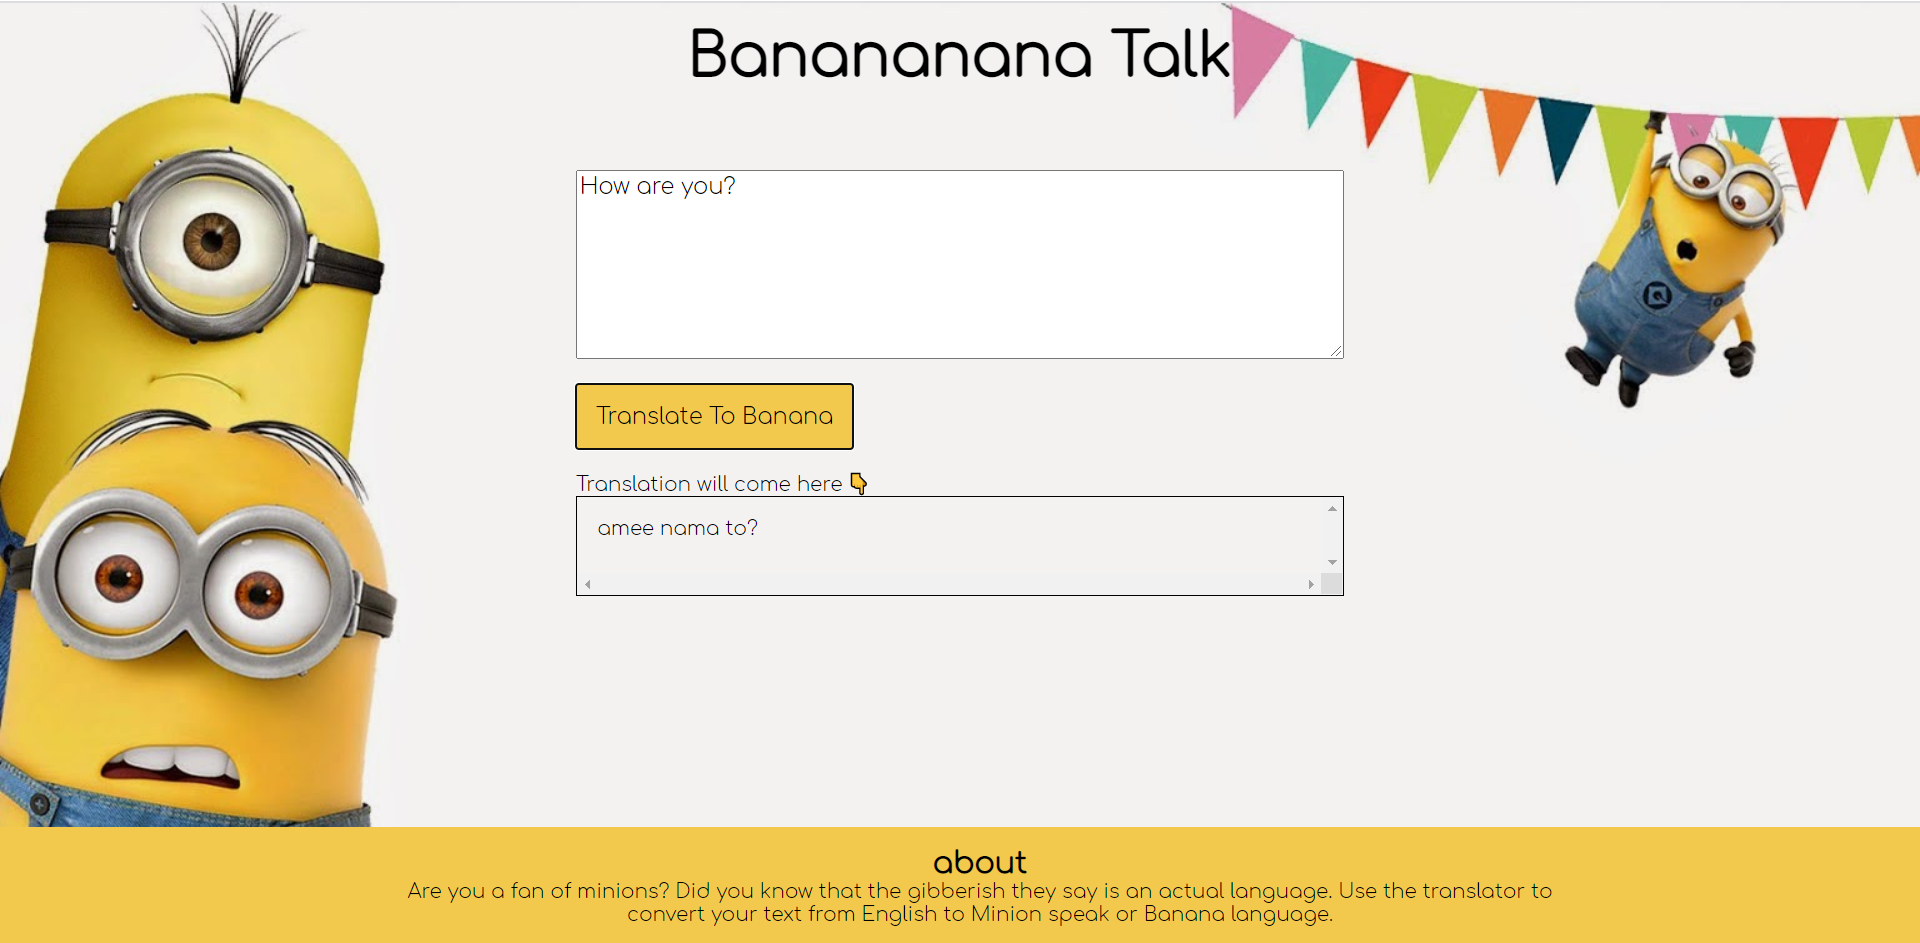 Banananana Talk
How are you?
Translate To Banana
Translation will come here 👇
amee nama to?
about
Are you a fan of minions? Did you know that the gibberish they say is an actual language. Use the translator to
convert your text from English to Minion speak or Banana language.